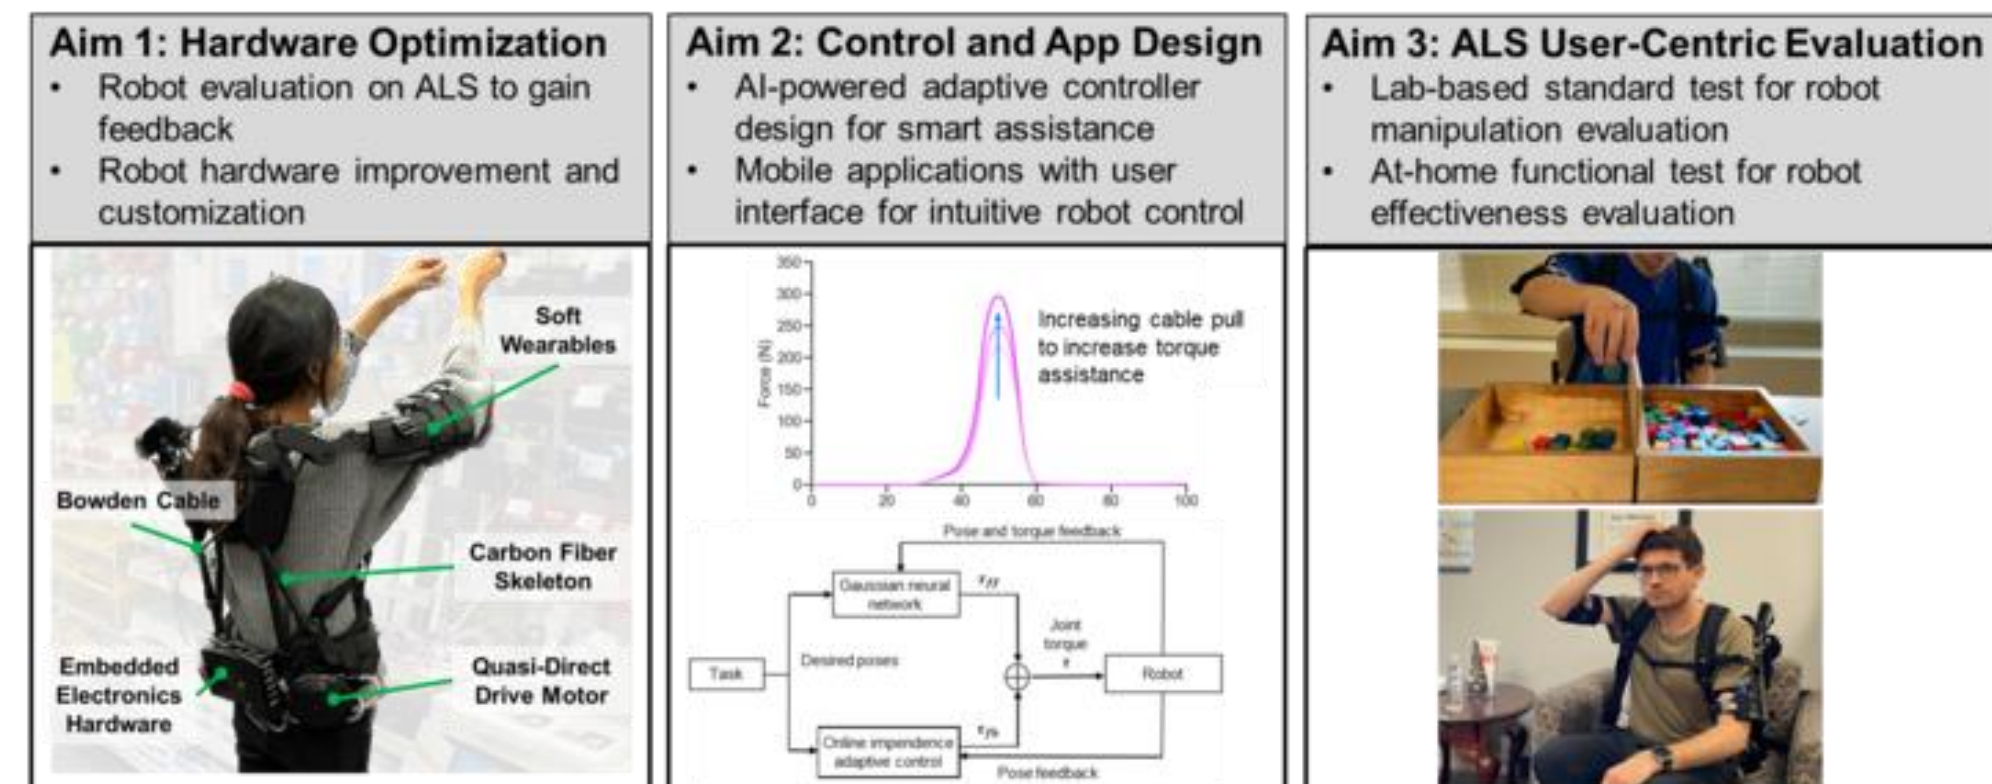 Aim 1: Hardware Optimization
• Robot evaluation on ALS to gain
feedback
• Robot hardware improvement and
customization
Soft
Wearables
Bowden Cable
Carbon Fiber
Skeleton
Embedded
Electronics
Hardware
Quasi-Direct
Drive Motor
Aim 2: Control and App Design
• AI-powered adaptive controller
design for smart assistance
• Mobile applications with user
interface for intuitive robot control
350
300
250
200
150
100
50
0
Force (N)
0 20 40 60 80 100
Increasing cable pull
to increase torque
assistance
Pose and torque feedback
Gaussian neural
network
τff
Joint
torque
τ
Task
Desired poses
Robot
Online impendence
adaptive control
τfb
Pose feedback
Aim 3: ALS User-Centric Evaluation
• Lab-based standard test for robot
manipulation evaluation
• At-home functional test for robot
effectiveness evaluation